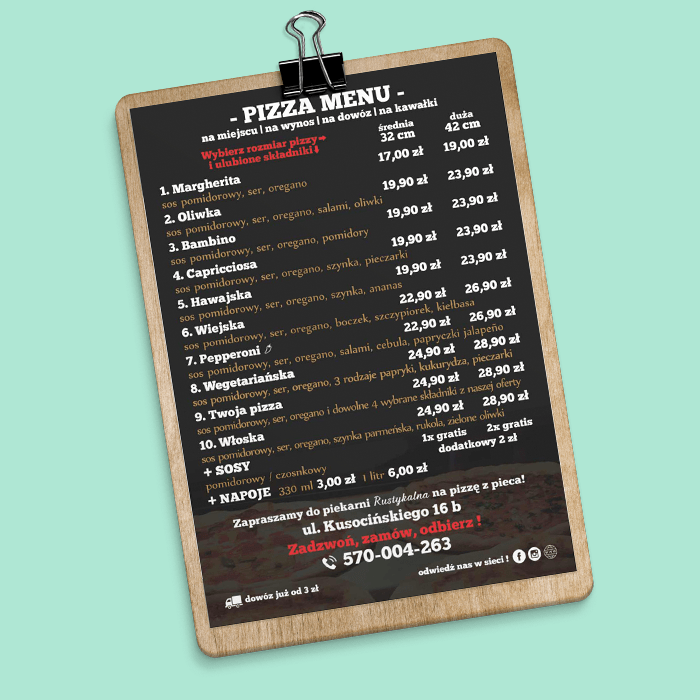 - PIZZA MENU -
na miejscu | na wynos | na dowóz | na kawałki
Wybierz rozmiar pizzy
i ulubione składniki
średnia
32 cm
duża
42 cm
1. Margherita 17,00 zł 19,00 zł
sos pomidorowy, ser, oregano
2. Oliwka 19,90 zł 23,90 zł
sos pomidorowy, ser, oregano, salami, oliwki
3. Bambino 19,90 zł 23,90 zł
sos pomidorowy, ser, oregano, pomidory
4. Capricciosa 19,90 zł 23,90 zł
sos pomidorowy, ser, oregano, szynka, pieczarki
5. Hawajska 19,90 zł 23,90 zł
sos pomidorowy, ser, oregano, szynka, ananas
6. Wiejska 22,90 zł 26,90 zł
sos pomidorowy, ser, oregano, boczek, szczypiorek, kiełbasa
7. Pepperoni 22,90 zł 26,90 zł
sos pomidorowy, ser, oregano, salami, cebula, papryczki jalapeño
8. Wegetariańska 24,90 zł 28,90 zł
sos pomidorowy, ser, oregano, 3 rodzaje papryki, kukurydza, pieczarki
9. Twoja pizza 24,90 zł 28,90 zł
sos pomidorowy, ser, oregano i dowolne 4 wybrane składniki z naszej oferty
10. Włoska 24,90 zł 28,90 zł
sos pomidorowy, ser, oregano, szynka parmeńska, rukola, zielone oliwki
+ SOSY 1x gratis 2x gratis
pomidorowy / czosnkowy dodatkowy 2 zł
+ NAPOJE 330 ml 3,00 zł 1 litr 6,00 zł
Zapraszamy do piekarni Rustykalna na pizzę z pieca!
ul. Kusocińskiego 16 b
Zadzwoń, zamów, odbierz !
570-004-263
odwiedź nas w sieci !
dowóz już od 3 zł